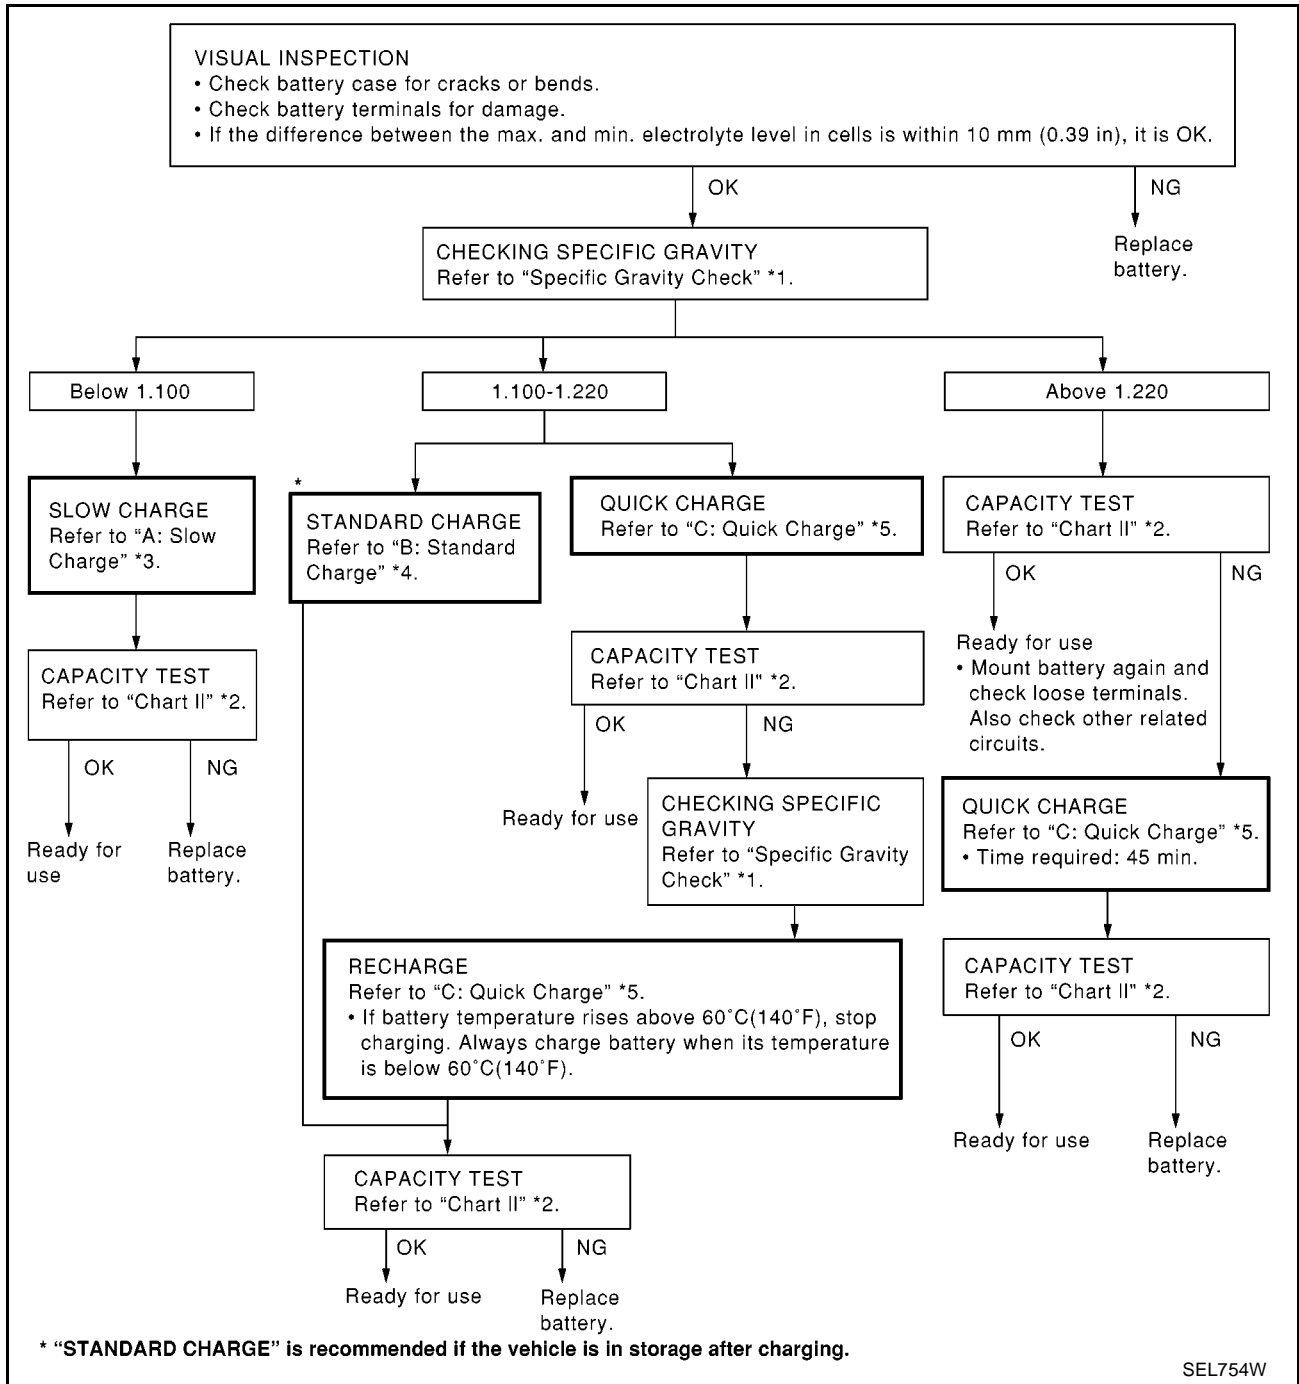 VISUAL INSPECTION
• Check battery case for cracks or bends.
• Check battery terminals for damage.
• If the difference between the max. and min. electrolyte level in cells is within 10 mm (0.39 in), it is OK.
OK
NG
Replace
battery.
CHECKING SPECIFIC GRAVITY
Refer to “Specific Gravity Check” *1.
Below 1.100
1.100-1.220
Above 1.220
SLOW CHARGE
Refer to “A: Slow
Charge” *3.
*
STANDARD CHARGE
Refer to “B: Standard
Charge” *4.
QUICK CHARGE
Refer to “C: Quick Charge” *5.
CAPACITY TEST
Refer to “Chart II” *2.
OK
NG
CAPACITY TEST
Refer to “Chart II” *2.
OK
NG
Ready for
use
Replace
battery.
CAPACITY TEST
Refer to “Chart II" *2.
OK
NG
Ready for use
Ready for use
• Mount battery again and
check loose terminals.
Also check other related
circuits.
CHECKING SPECIFIC
GRAVITY
Refer to “Specific Gravity
Check” *1.
QUICK CHARGE
Refer to “C: Quick Charge” *5.
• Time required: 45 min.
RECHARGE
Refer to “C: Quick Charge” *5.
• If battery temperature rises above 60˚C(140˚F), stop
charging. Always charge battery when its temperature
is below 60˚C(140˚F).
CAPACITY TEST
Refer to “Chart II” *2.
OK
NG
Ready for use
Replace
battery.
CAPACITY TEST
Refer to “Chart II” *2.
OK
NG
Ready for use
Replace
battery.
* “STANDARD CHARGE” is recommended if the vehicle is in storage after charging.
SEL754W